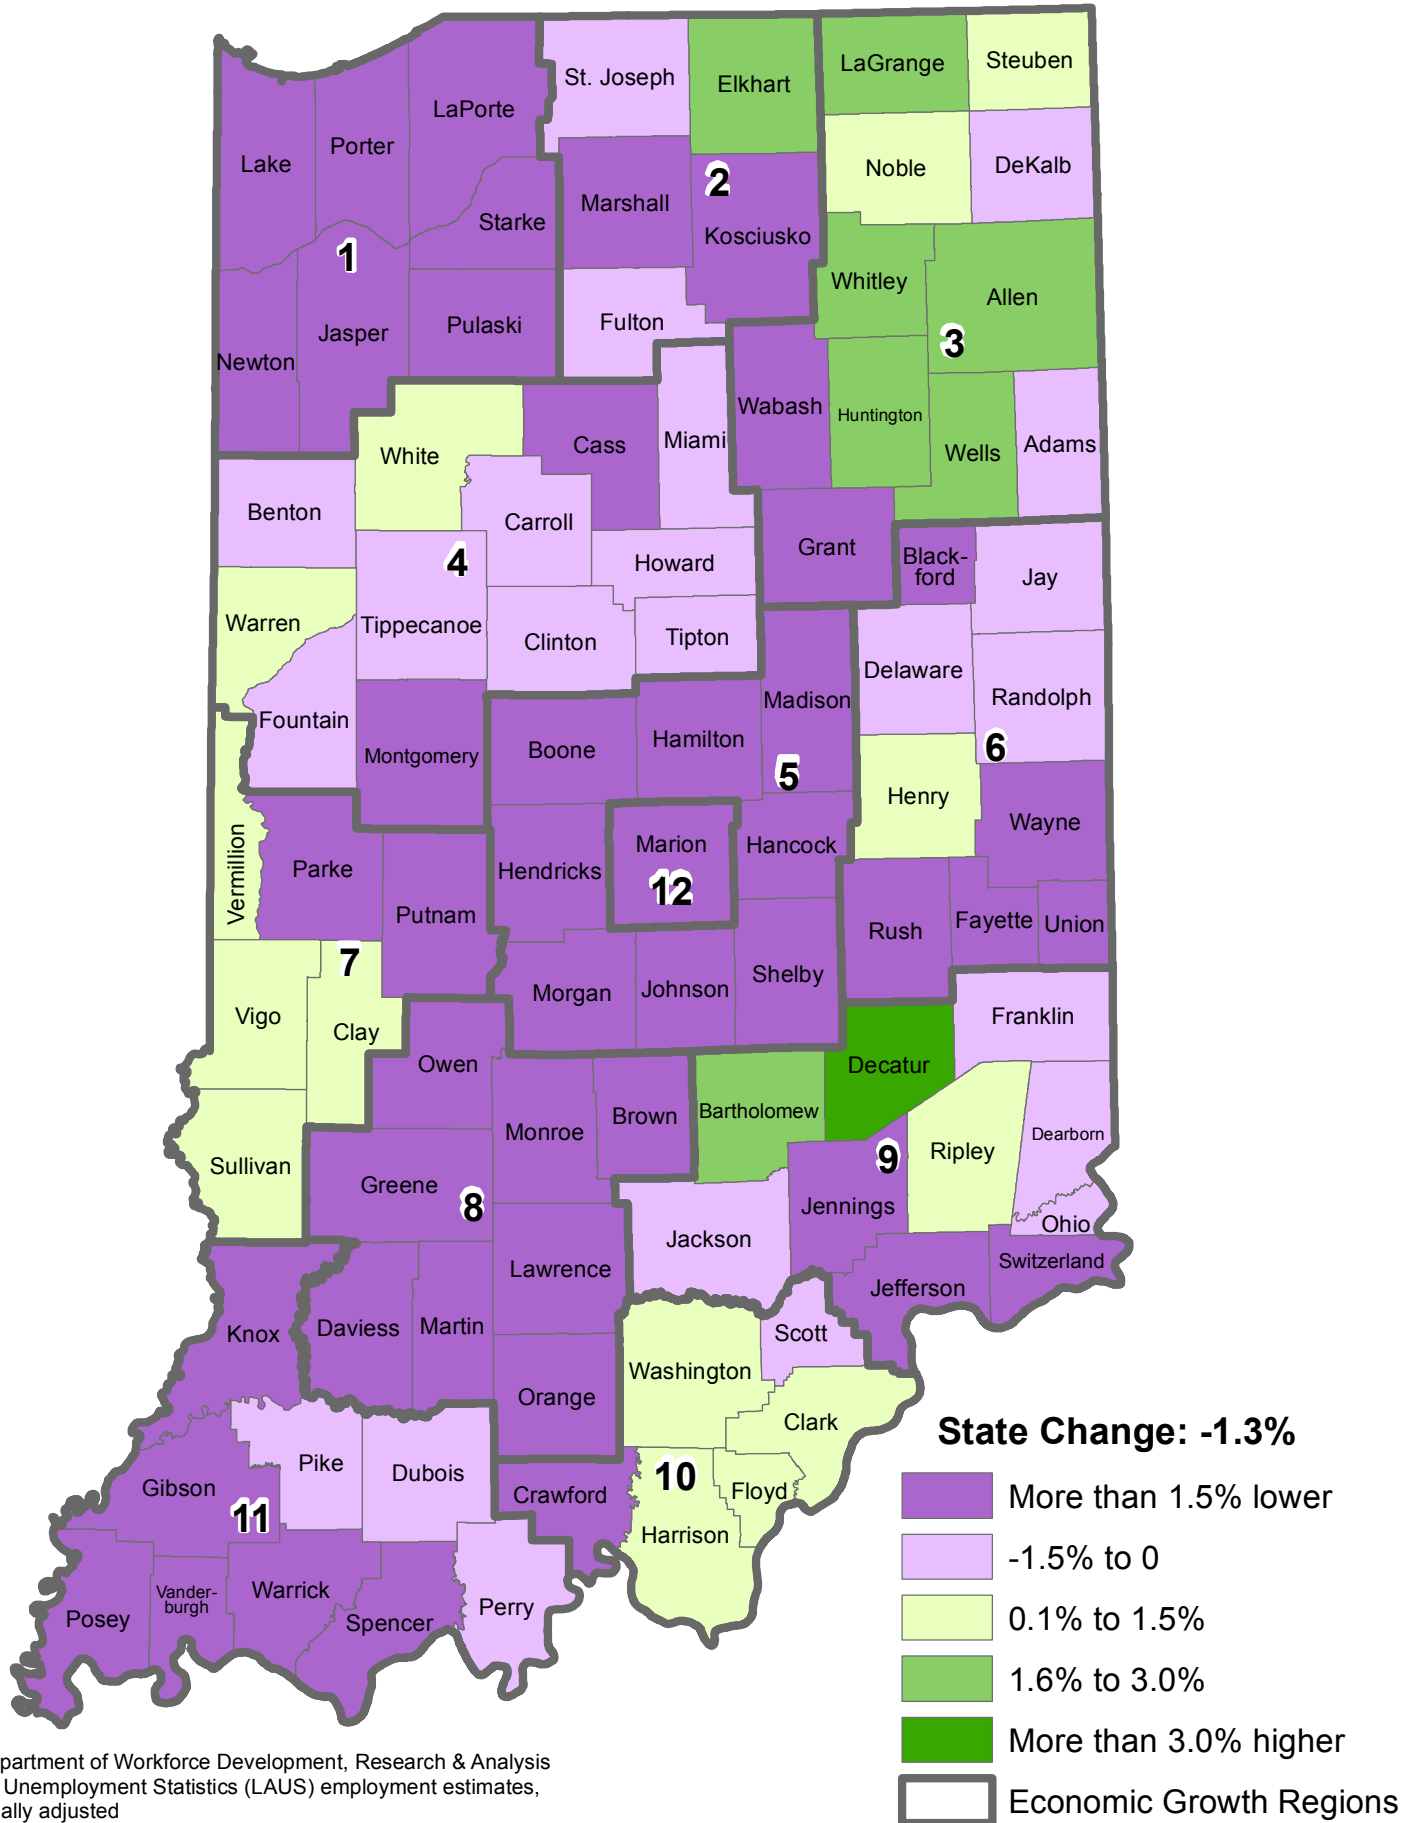 St. Joseph
Elkhart
LaGrange
Steuben
LaPorte
Porter
Lake
Noble
DeKalb
Marshall
2
Starke
Kosciusko
1
Whitley
Allen
Jasper
Pulaski
Fulton
3
Newton
Wabash
Huntington
White
Cass
Miami
Wells
Adams
Benton
Carroll
Grant
Black-
ford
4
Howard
Jay
Warren
Tippecanoe
Clinton
Tipton
Delaware
Fountain
Madison
Randolph
Montgomery
Boone
Hamilton
5
6
Henry
Vermillion
Parke
Hendricks
Marion
12
Hancock
Wayne
Putnam
Rush
Fayette
Union
7
Vigo
Clay
Morgan
Johnson
Shelby
Franklin
Owen
Decatur
Monroe
Brown
Bartholomew
Dearborn
Sullivan
Greene
8
9
Ripley
Jennings
Jackson
Ohio
Lawrence
Switzerland
Jefferson
Knox
Daviess
Martin
Scott
Washington
Orange
Clark
Pike
Dubois
Gibson
11
Crawford
10
Floyd
Harrison
Posey
Vander-
burgh
Warrick
Spencer
Perry
State Change: -1.3%
More than 1.5% lower
-1.5% to 0
0.1% to 1.5%
1.6% to 3.0%
More than 3.0% higher
Economic Growth Regions
partment of Workforce Development, Research & Analysis
Unemployment Statistics (LAUS) employment estimates,
ally adjusted